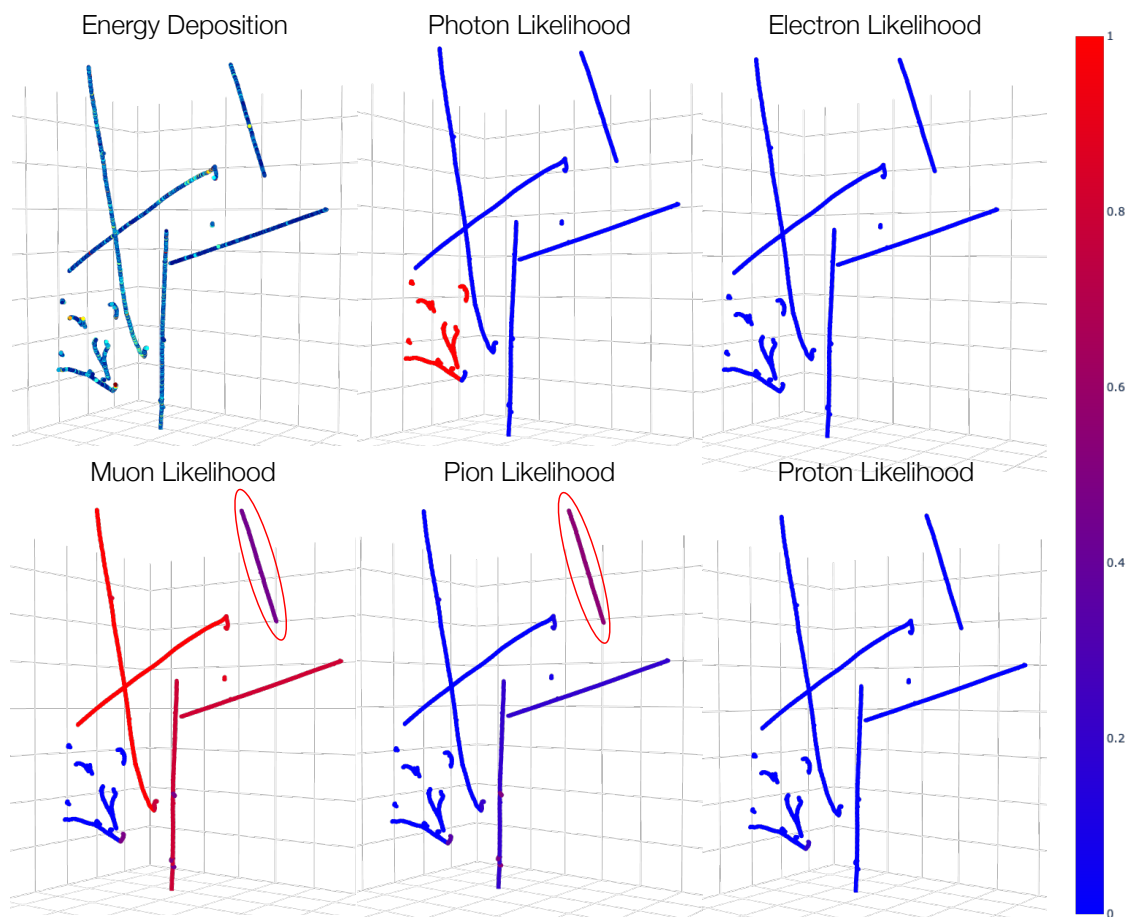 Energy Deposition
Photon Likelihood
Electron Likelihood
1
0.8
0.6
0.4
0.2
0
Muon Likelihood
Pion Likelihood
Proton Likelihood